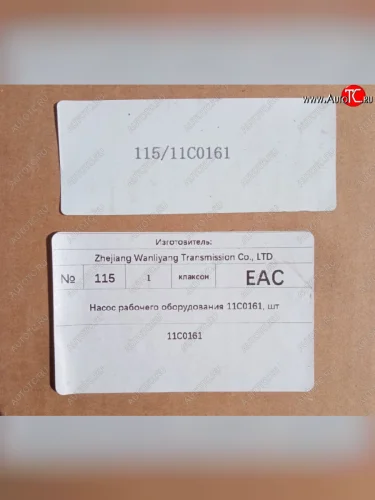 www.AutoTC.ru
115/11C0161
Изготовитель:
Zhejiang Wanliyang Transmission Co., LTD
№ 115 1 клаксон EAC
Насос рабочего оборудования 11C0161, шт
11C0161